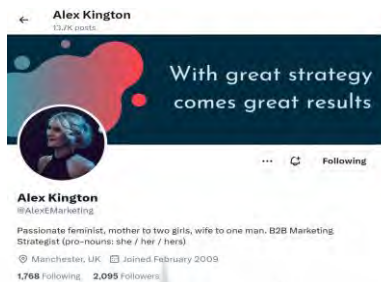 Alex Kington
13.7K posts
With great strategy
comes great results
Following
Alex Kington
@AlexEMarketing
Passionate feminist, mother to two girls, wife to one man. B2B Marketing
Strategist (pro-nouns: she / her / hers)
Manchester, UK Joined February 2009
1,768 Following 2,095 Followers